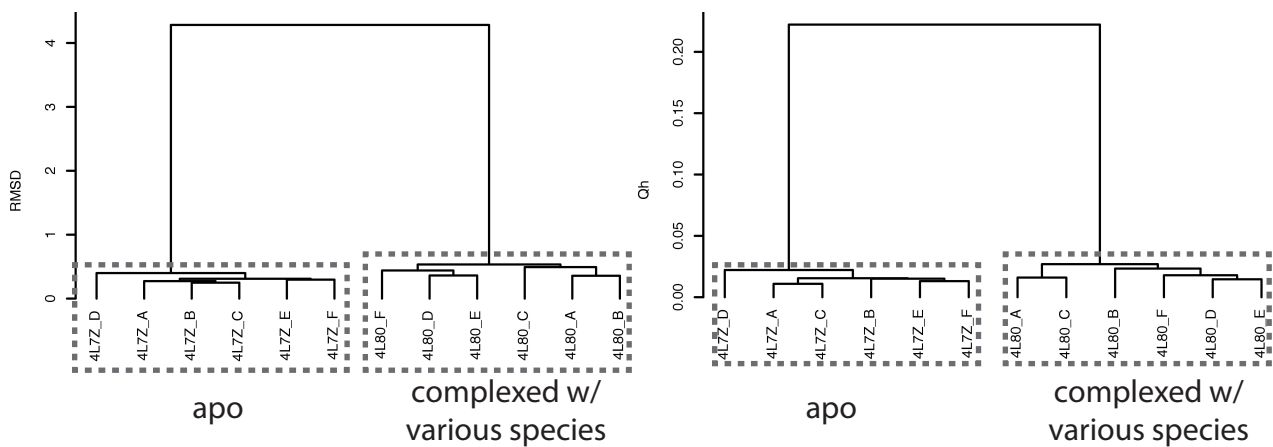 RMSD
4
3
2
1
0
4L7Z_D
4L7Z_A
4L7Z_B
4L7Z_C
4L7Z_E
4L7Z_F
4L80_F
4L80_D
4L80_E
4L80_C
4L80_A
4L80_B
apo
complexed w/
various species
Qh
0.20
0.15
0.10
0.05
0.00
4L7Z_D
4L7Z_A
4L7Z_C
4L7Z_B
4L7Z_E
4L7Z_F
4L80_A
4L80_C
4L80_B
4L80_F
4L80_D
4L80_E
apo
complexed w/
various species